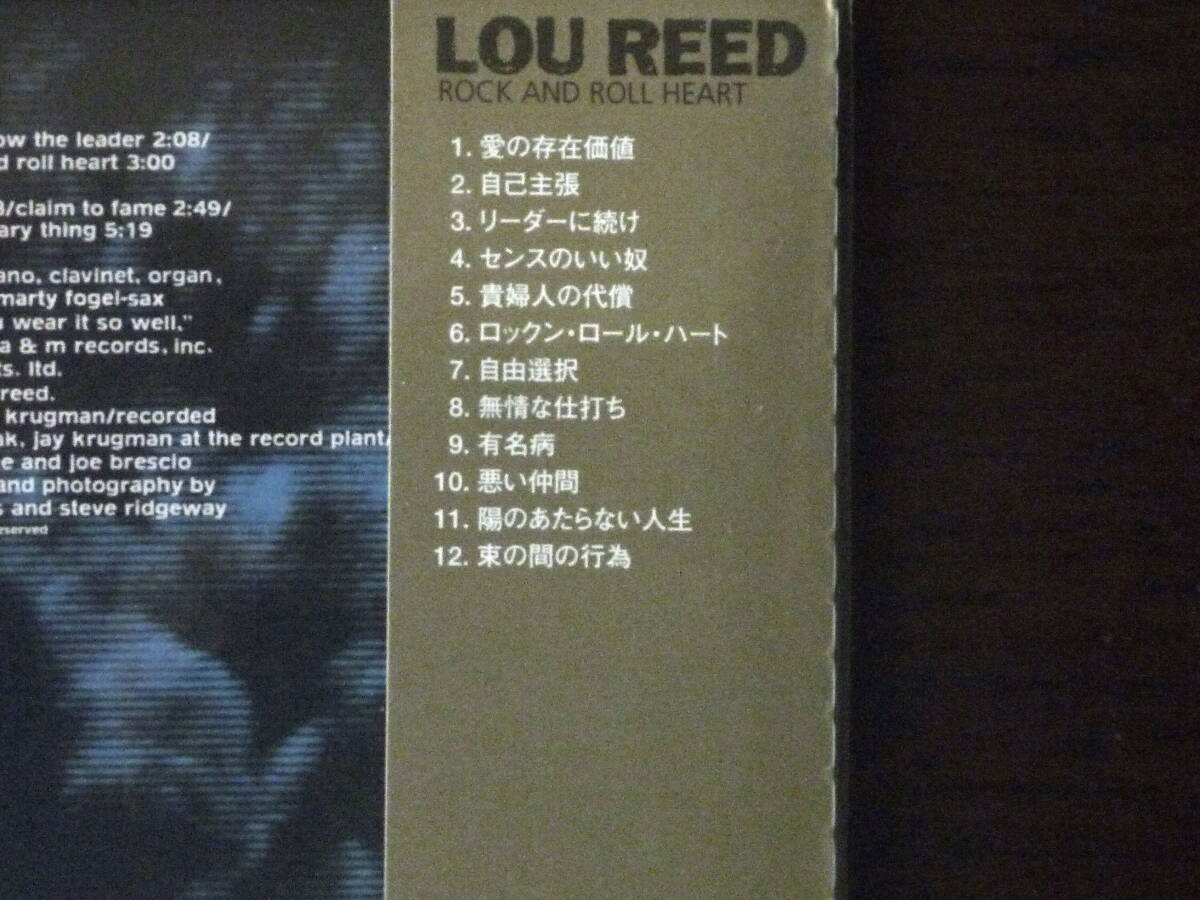 ow the leader 2:08/
d roll heart 3:00
3/claim to fame 2:49/
ary thing 5:19
ano, clavinet, organ,
marty fogel-sax
u wear it so well."
a & m records, inc.
ts. ltd.
reed.
krugman/recorded
ak, jay krugman at the record plant/
e and joe brescio
and photography by
s and steve ridgeway
eserved
LOU REED
ROCK AND ROLL HEART
1. 愛の存在価値
2. 自己主張
3. リーダーに続け
4. センスのいい奴
5. 貴婦人の代償
6. ロックン・ロール・ハート
7. 自由選択
8. 無情な仕打ち
9. 有名病
10. 悪い仲間
11. 陽のあたらない人生
12. 束の間の行為